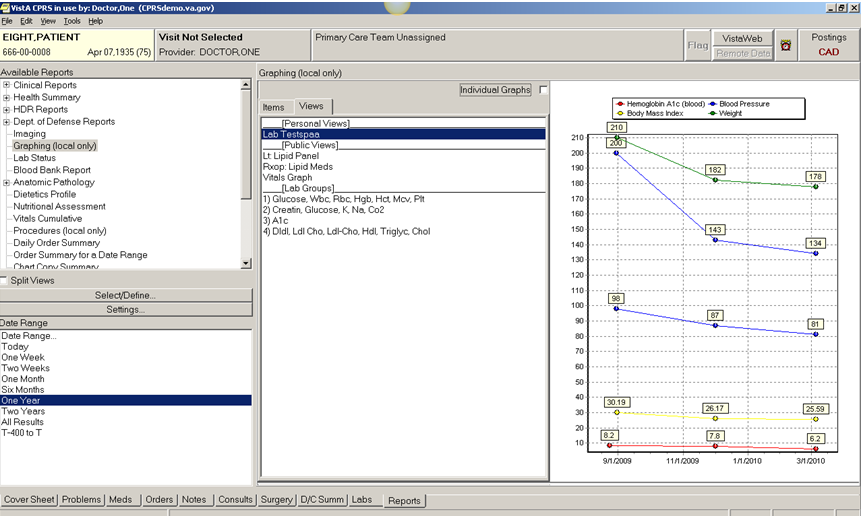 VistA CPRS in use by: Doctor,One (CPRSdemo.va.gov)
File Edit View Tools Help
EIGHT,PATIENT
666-00-0008 Apr 07,1935 (75)
Visit Not Selected
Provider: DOCTOR,ONE
Primary Care Team Unassigned
Flag
VistaWeb
Remote Data
Postings
CAD
Available Reports
Clinical Reports
Health Summary
HDR Reports
Dept. of Defense Reports
Imaging
Graphing (local only)
Lab Status
Blood Bank Report
Anatomic Pathology
Dietetics Profile
Nutritional Assessment
Vitals Cumulative
Procedures (local only)
Daily Order Summary
Order Summary for a Date Range
Chart Copy Summary
Split Views
Select/Define...
Settings...
Date Range
Date Range...
Today
One Week
Two Weeks
One Month
Six Months
One Year
Two Years
All Results
T-400 to T
Graphing (local only)
Individual Graphs
Items Views
[Personal Views]
Lab Testspaa
[Public Views]
Lt: Lipid Panel
Rxop: Lipid Meds
Vitals Graph
[Lab Groups]
1) Glucose, Wbc, Rbc, Hgb, Hct, Mcv, Plt
2) Creatin, Glucose, K, Na, Co2
3) A1c
4) Dldl, Ldl Cho, Ldl-Cho, Hdl, Triglyc, Chol
Hemoglobin A1c (blood) Blood Pressure
Body Mass Index Weight
210
200
190
180
170
160
150
140
130
120
110
100
90
80
70
60
50
40
30
20
10
210
200
182
178
143
134
98
87
81
30.19
26.17
25.59
8.2
7.8
6.2
9/1/2009 11/1/2009 1/1/2010 3/1/2010
Cover Sheet Problems Meds Orders Notes Consults Surgery D/C Summ Labs Reports